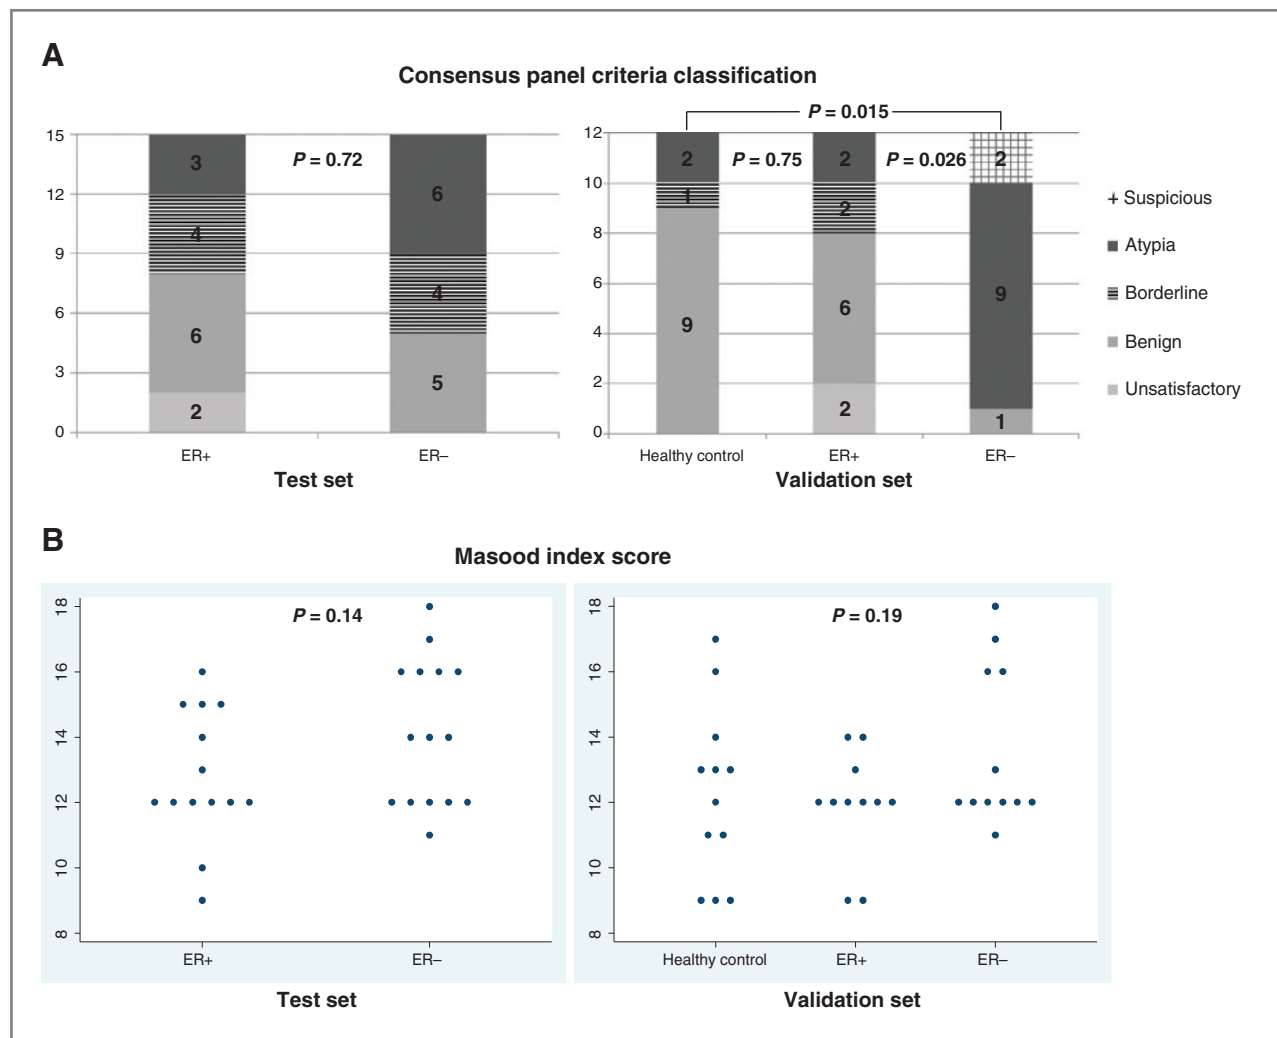 A
Consensus panel criteria classification
P = 0.015
15
12
9
6
3
0
3
4
6
2
P = 0.72
6
4
5
ER+
ER–
Test set
12
10
8
6
4
2
0
2
1
9
P = 0.75
2
2
6
2
P = 0.026
2
9
1
Healthy control
ER+
ER–
Validation set
+ Suspicious
Atypia
Borderline
Benign
Unsatisfactory
B
Masood index score
18
16
14
12
10
8
P = 0.14
ER+
ER–
Test set
18
16
14
12
10
8
P = 0.19
Healthy control
ER+
ER–
Validation set